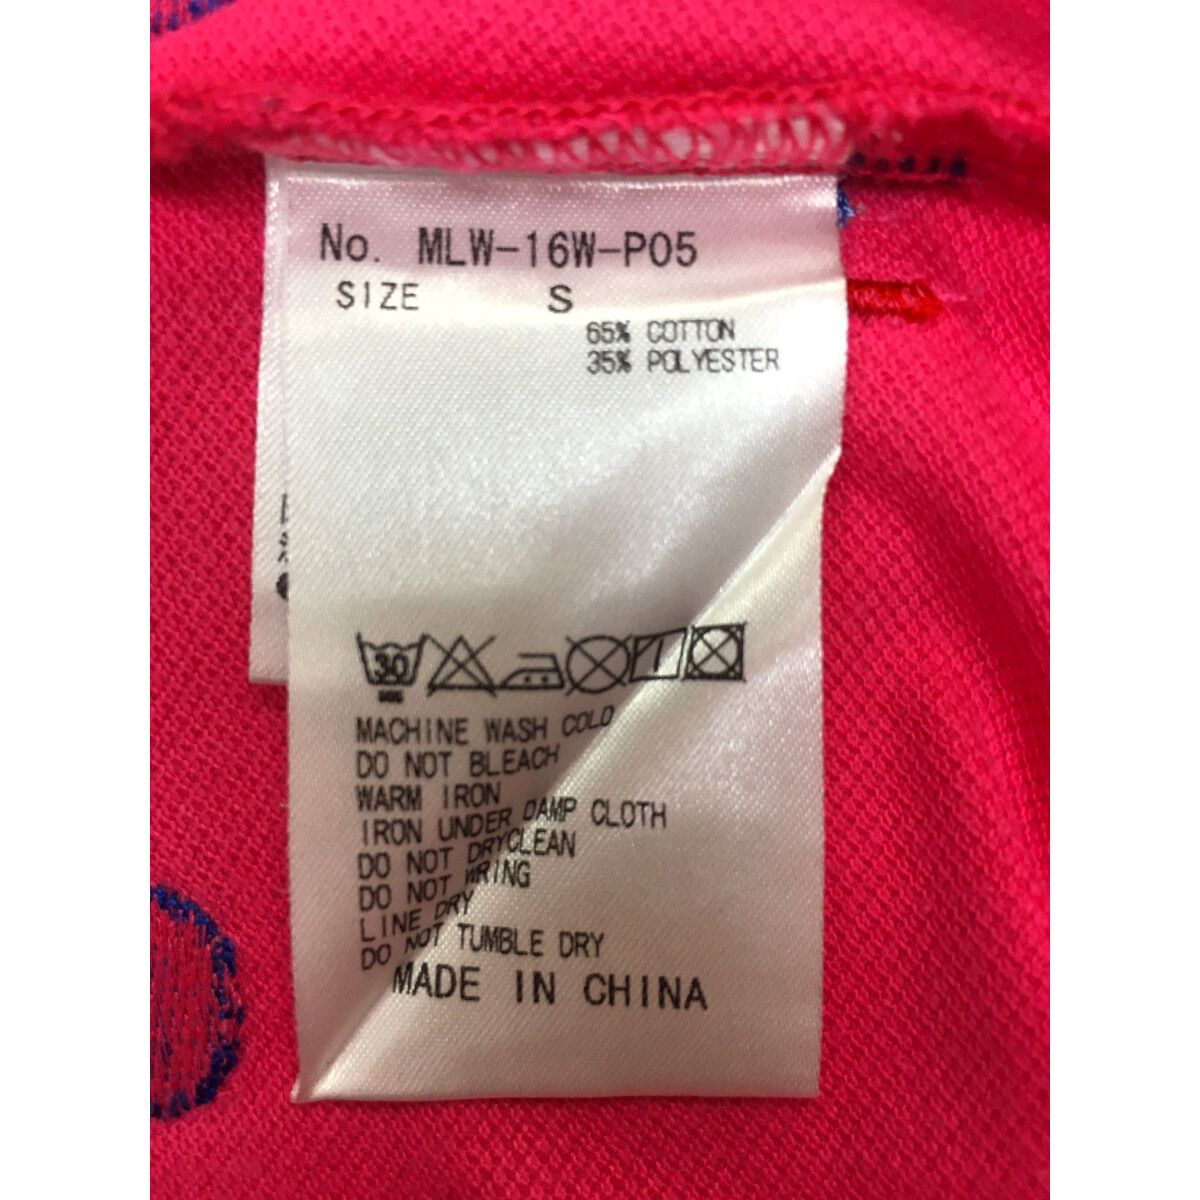 No. MLW-16W-P05
SIZE S
65% COTTON
35% POLYESTER
30
MACHINE WASH COLD
DO NOT BLEACH
WARM IRON
IRON UNDER DAMP CLOTH
DO NOT DRYCLEAN
DO NOT WRING
LINE DRY
DO NOT TUMBLE DRY
MADE IN CHINA